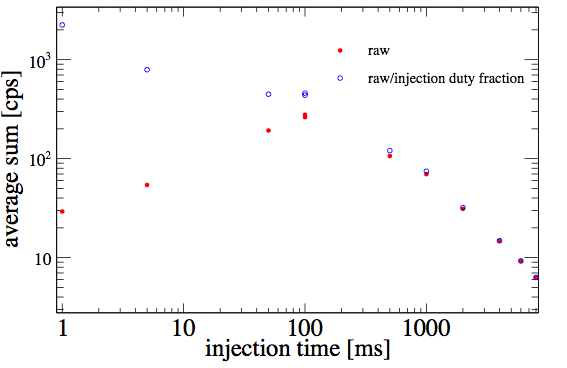 raw
raw/injection duty fraction
10³
10²
10
average sum [cps]
1 10 100 1000
injection time [ms]